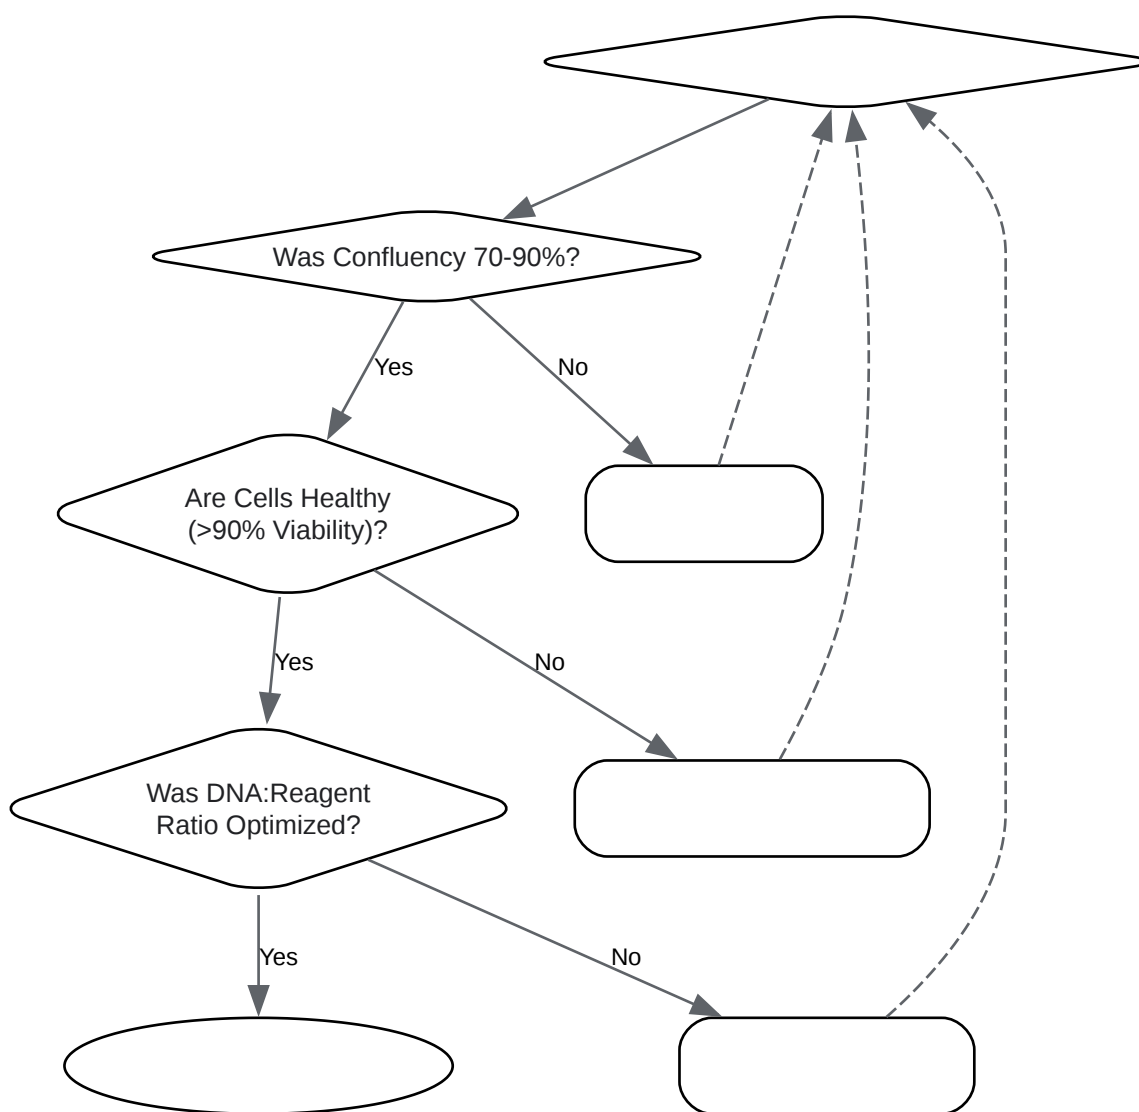 Was Confluency 70-90%?
Yes
No
Are Cells Healthy
(>90% Viability)?
Yes
No
Was DNA:Reagent
Ratio Optimized?
Yes
No